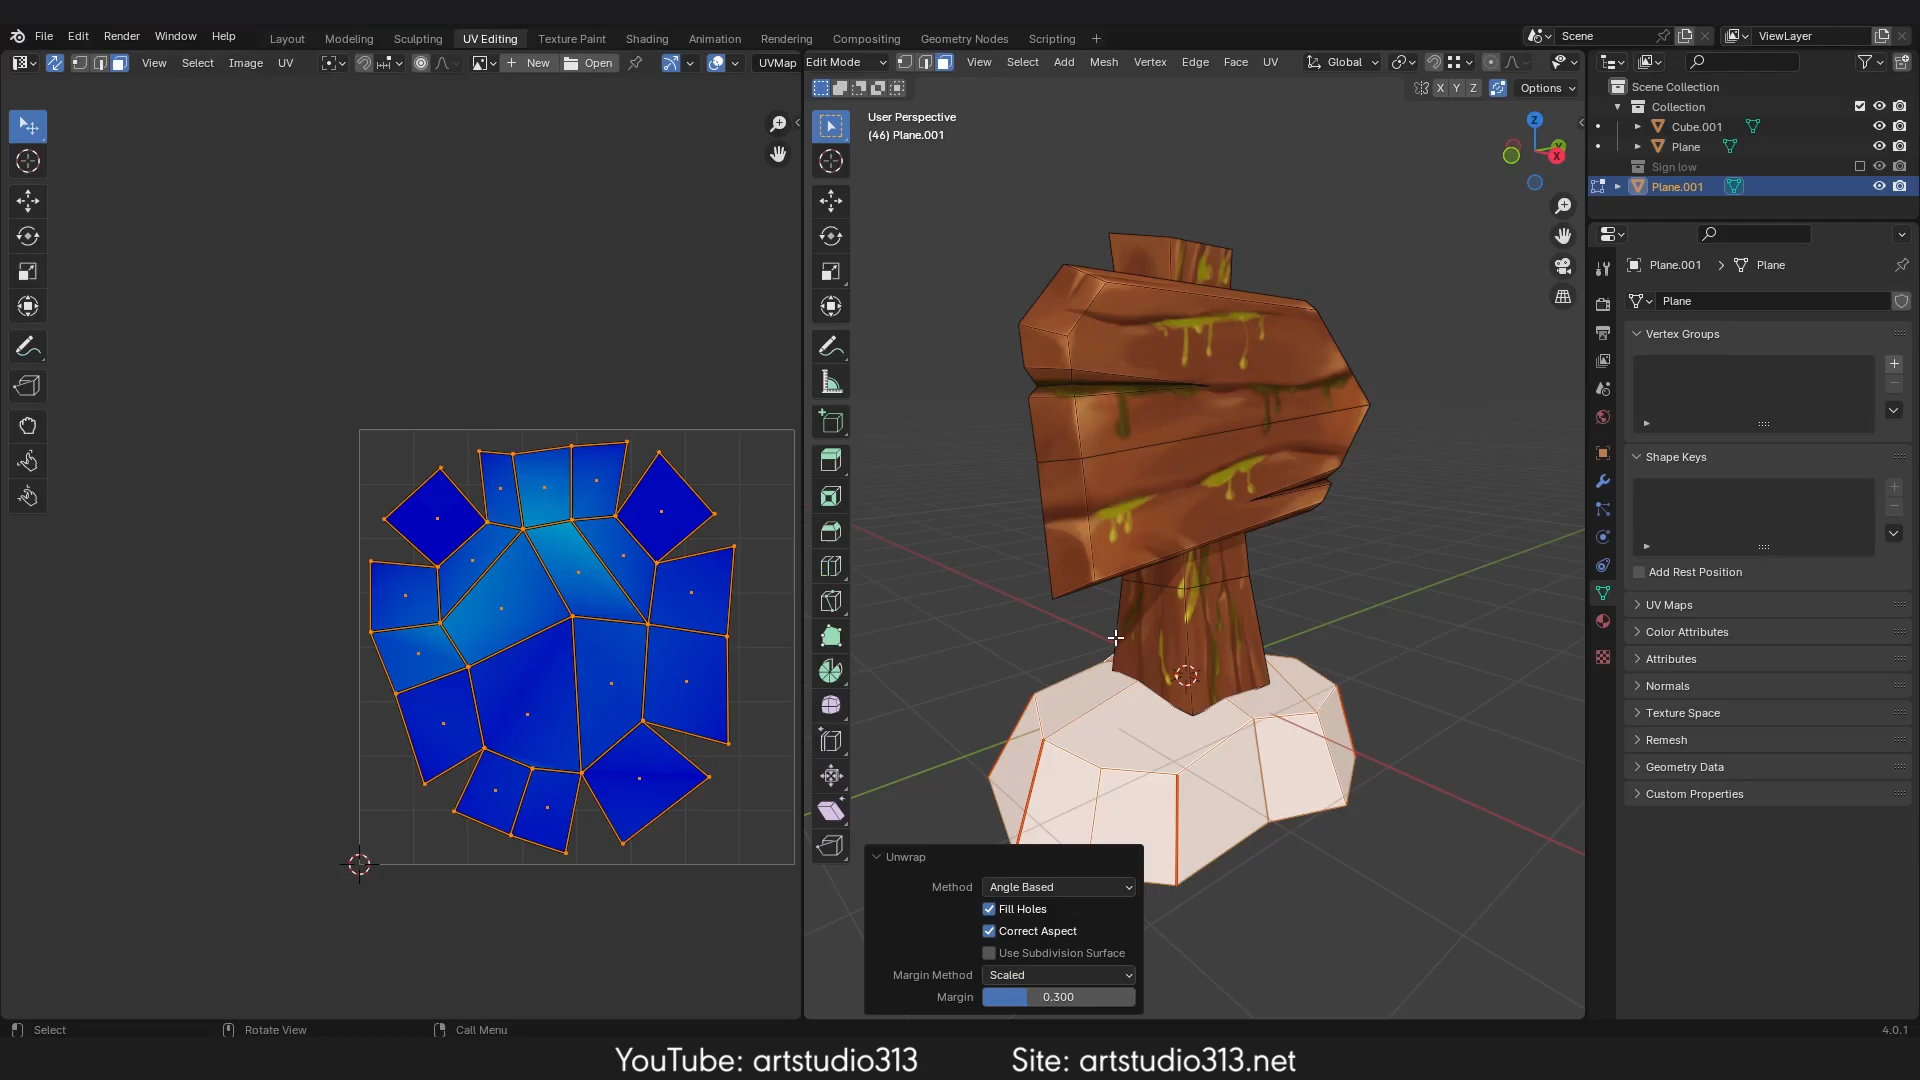 File Edit Render Window Help Layout Modeling Sculpting UV Editing Texture Paint Shading Animation Rendering Compositing Geometry Nodes Scripting + Scene ViewLayer
View Select Image UV + New Open UVMap Edit Mode View Select Add Mesh Vertex Edge Face UV Global
X Y Z Options
Scene Collection
Collection
Cube.001
Plane
Sign low
Plane.001
User Perspective
(46) Plane.001
Z
Y
X
Plane.001 > Plane
Plane
Vertex Groups
Shape Keys
Add Rest Position
UV Maps
Color Attributes
Attributes
Normals
Texture Space
Remesh
Geometry Data
Custom Properties
Unwrap
Method Angle Based
Fill Holes
Correct Aspect
Use Subdivision Surface
Margin Method Scaled
Margin 0.300
Select Rotate View Call Menu 4.0.1
YouTube: artstudio313 Site: artstudio313.net